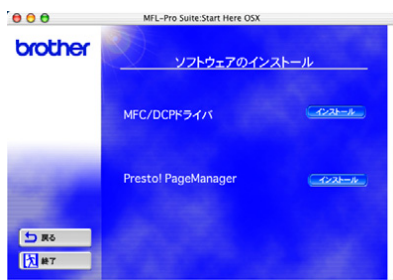 MFL-Pro Suite:Start Here OSX
brother
ソフトウェアのインストール
MFC/DCPドライバ
インストール
Presto! PageManager
インストール
戻る
終了